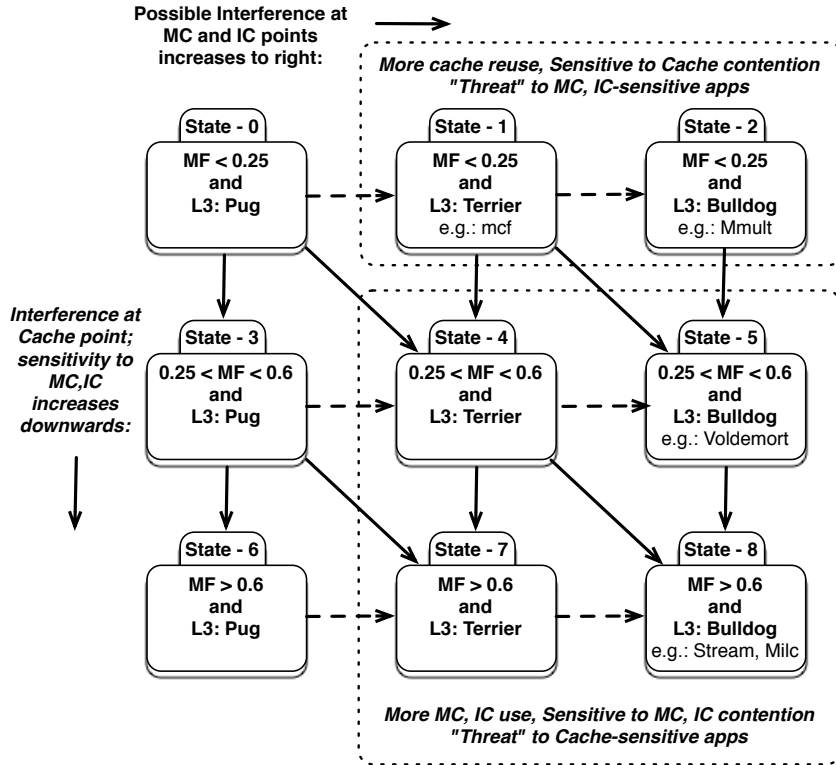 Possible Interference at
MC and IC points
increases to right:
More cache reuse, Sensitive to Cache contention
"Threat" to MC, IC-sensitive apps
State - 0
MF < 0.25
and
L3: Pug
State - 1
MF < 0.25
and
L3: Terrier
e.g.: mcf
State - 2
MF < 0.25
and
L3: Bulldog
e.g.: Mmult
Interference at
Cache point;
sensitivity to
MC,IC
increases
downwards:
State - 3
0.25 < MF < 0.6
and
L3: Pug
State - 4
0.25 < MF < 0.6
and
L3: Terrier
State - 5
0.25 < MF < 0.6
and
L3: Bulldog
e.g.: Voldemort
State - 6
MF > 0.6
and
L3: Pug
State - 7
MF > 0.6
and
L3: Terrier
State - 8
MF > 0.6
and
L3: Bulldog
e.g.: Stream, Milc
More MC, IC use, Sensitive to MC, IC contention
"Threat" to Cache-sensitive apps